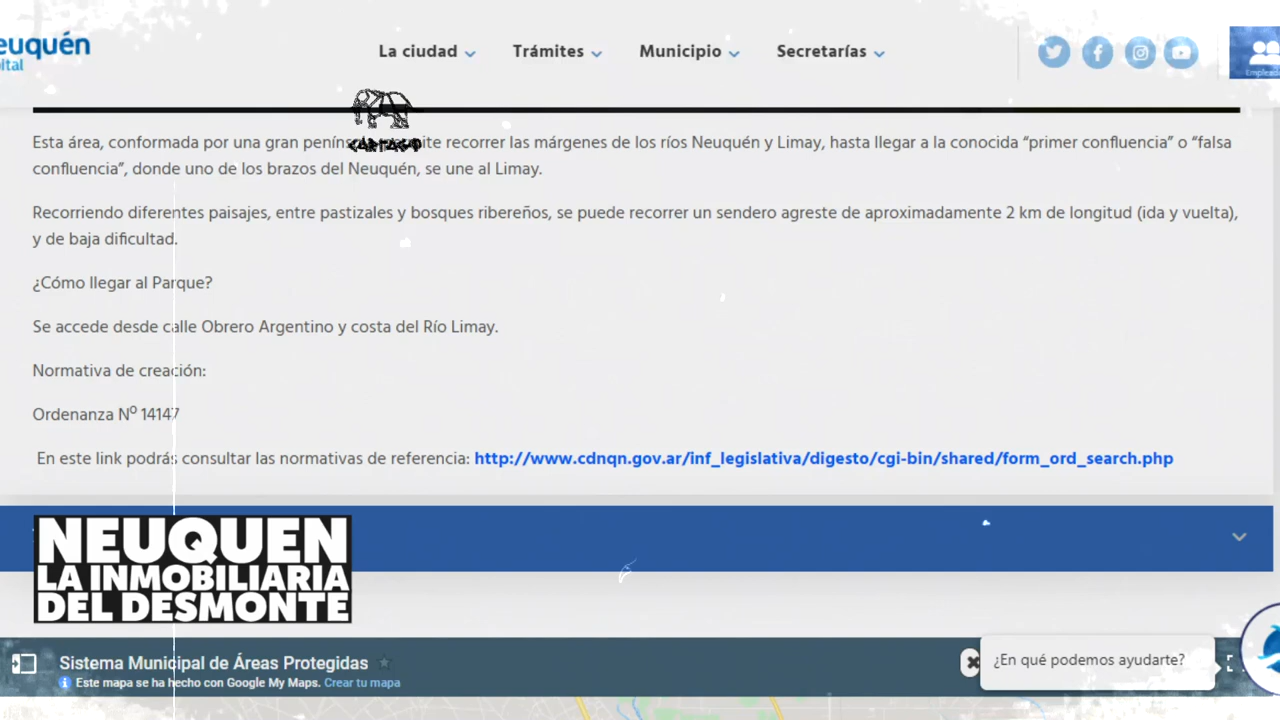 euquén
pital
La ciudad
Trámites
Municipio
Secretarías
Esta área, conformada por una gran ite recorrer las márgenes de los ríos Neuquén y Limay, hasta llegar a la conocida “primer confluencia” o “falsa
confluencia”, donde uno de los brazos del Neuquén, se une al Limay.
Recorriendo diferentes paisajes, entre pastizales y bosques ribereños, se puede recorrer un sendero agreste de aproximadamente 2 km de longitud (ida y vuelta),
y de baja dificultad.
¿Cómo llegar al Parque?
Se accede desde calle Obrero Argentino y costa del Río Limay.
Normativa de creación:
Ordenanza Nº 14147
En este link podrás consultar las normativas de referencia: http://www.cdnqn.gov.ar/inf_legislativa/digesto/cgi-bin/shared/form_ord_search.php
NEUQUEN
LA INMOBILIARIA
DEL DESMONTE
Sistema Municipal de Áreas Protegidas
Este mapa se ha hecho con Google My Maps. Crear tu mapa
¿En qué podemos ayudarte?